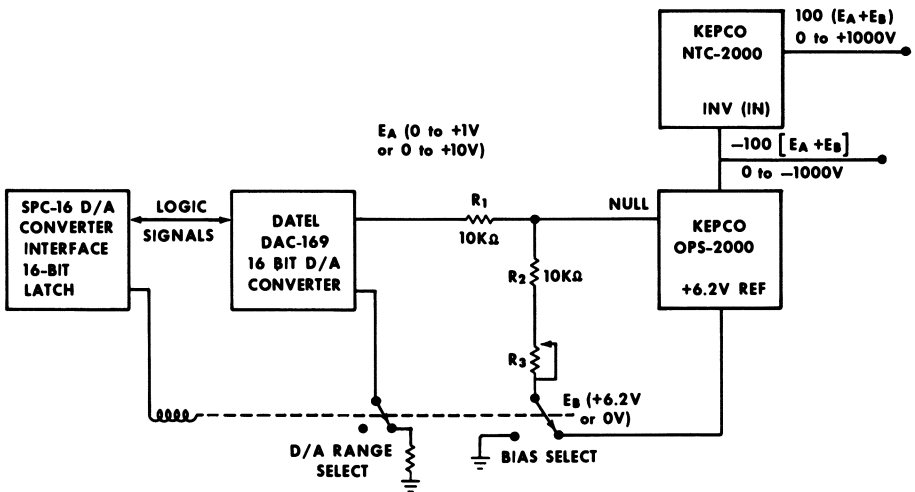 KEPCO
NTC-2000
INV (IN)
100 (EA+EB)
0 to +1000V
EA (0 to +1V
or 0 to +10V)
−100 [EA+EB]
0 to −1000V
SPC-16 D/A
CONVERTER
INTERFACE
16-BIT
LATCH
LOGIC
SIGNALS
DATEL
DAC-169
16 BIT D/A
CONVERTER
R1
10KΩ
NULL
KEPCO
OPS-2000
+6.2V REF
R2
10KΩ
R3
EB (+6.2V
or 0V)
D/A RANGE
SELECT
BIAS SELECT